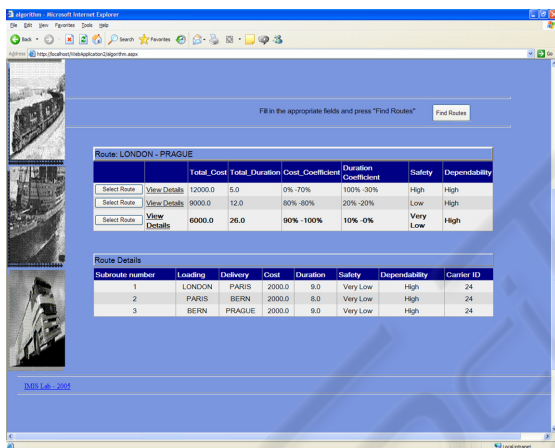 algorithm - Microsoft Internet Explorer
File Edit View Favorites Tools Help
Back Search Favorites
Address http://localhost/WebApplication2/algorithm.aspx Go
Fill in the appropriate fields and press "Find Routes" Find Routes
Route: LONDON - PRAGUE
Total_Cost Total_Duration Cost_Coefficient Duration Coefficient Safety Dependability
Select Route View Details 12000.0 5.0 0% -70% 100% -30% High High
Select Route View Details 9000.0 12.0 80% -80% 20% -20% Low High
Select Route View Details 6000.0 26.0 90% -100% 10% -0% Very Low High
Route Details
Subroute number Loading Delivery Cost Duration Safety Dependability Carrier ID
1 LONDON PARIS 2000.0 9.0 Very Low High 24
2 PARIS BERN 2000.0 8.0 Very Low High 24
3 BERN PRAGUE 2000.0 9.0 Very Low High 24
IMIS Lab - 2005
Local intranet